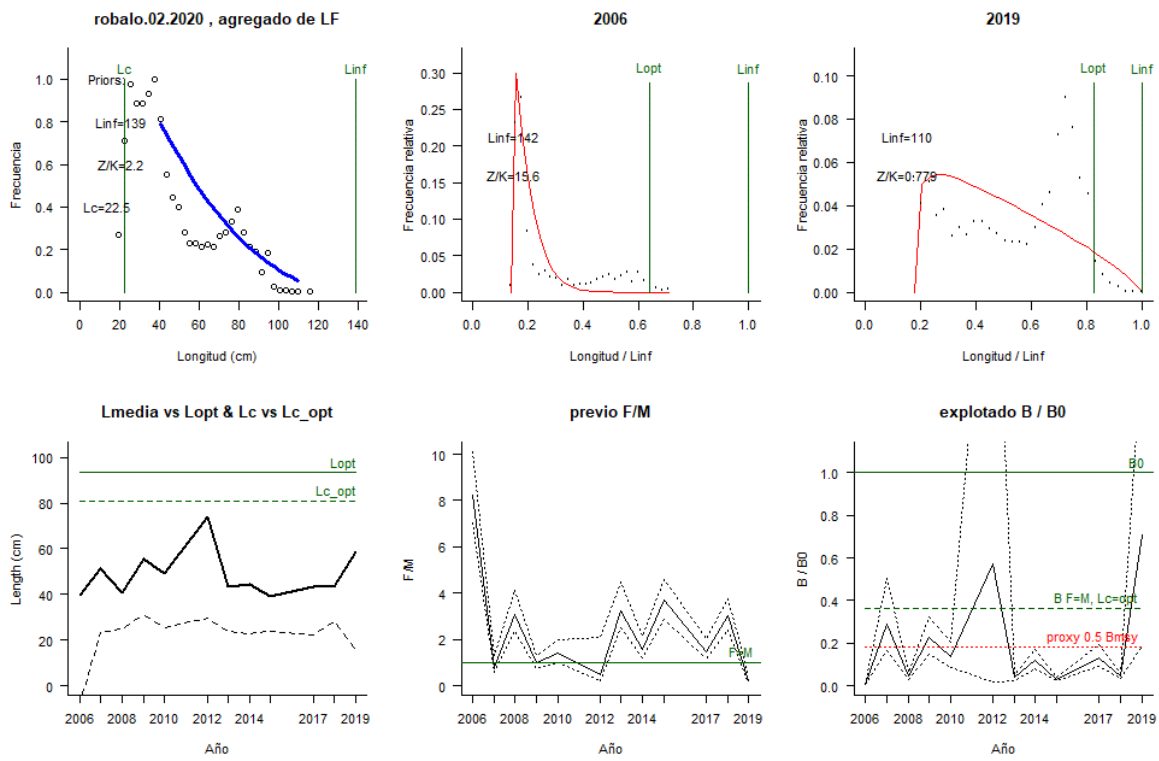 robalo.02.2020 , agregado de LF
Lc
Linf
Priors:
Linf=139
Z/K=2.2
Lc=22.5
Frecuencia
1.0
0.8
0.6
0.4
0.2
0.0
0 20 40 60 80 100 120 140
Longitud (cm)
2006
Lopt
Linf
Linf=142
Z/K=15.6
Frecuencia relativa
0.30
0.25
0.20
0.15
0.10
0.05
0.00
0.0 0.2 0.4 0.6 0.8 1.0
Longitud / Linf
2019
Lopt
Linf
Linf=110
Z/K=0.779
Frecuencia relativa
0.10
0.08
0.06
0.04
0.02
0.00
0.0 0.2 0.4 0.6 0.8 1.0
Longitud / Linf
Lmedia vs Lopt & Lc vs Lc_opt
Lopt
Lc_opt
Length (cm)
100
80
60
40
20
0
2006 2008 2010 2012 2014 2017 2019
Año
previo F/M
F=M
F/M
10
8
6
4
2
0
2006 2008 2010 2012 2014 2017 2019
Año
explotado B / B0
B0
B F=M, Lc=opt
proxy 0.5 Bmsy
B / B0
1.0
0.8
0.6
0.4
0.2
0.0
2006 2008 2010 2012 2014 2017 2019
Año